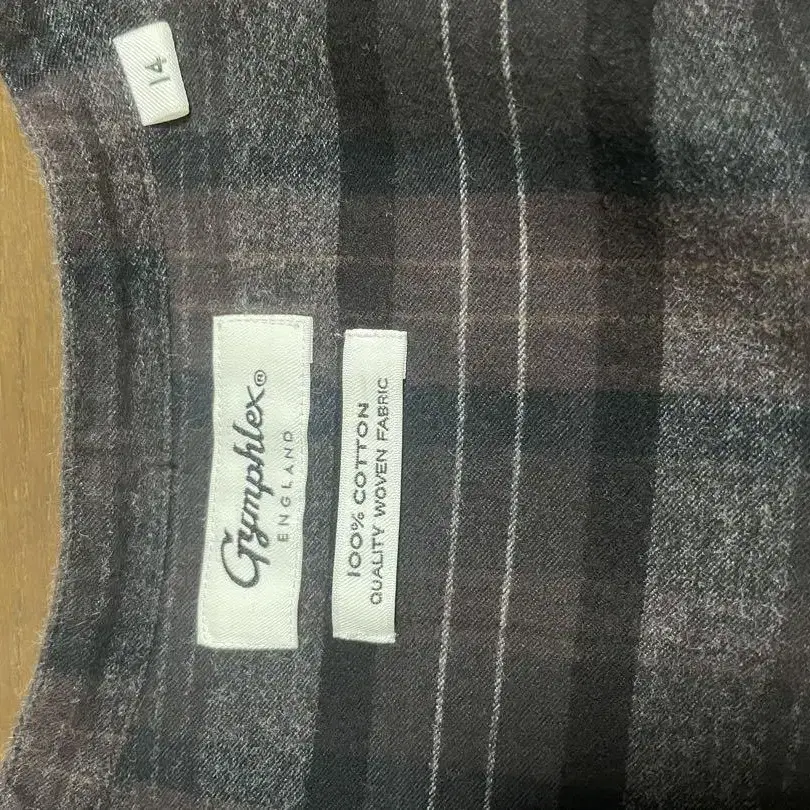 14
Gymphlex®
ENGLAND
100% COTTON
QUALITY WOVEN FABRIC